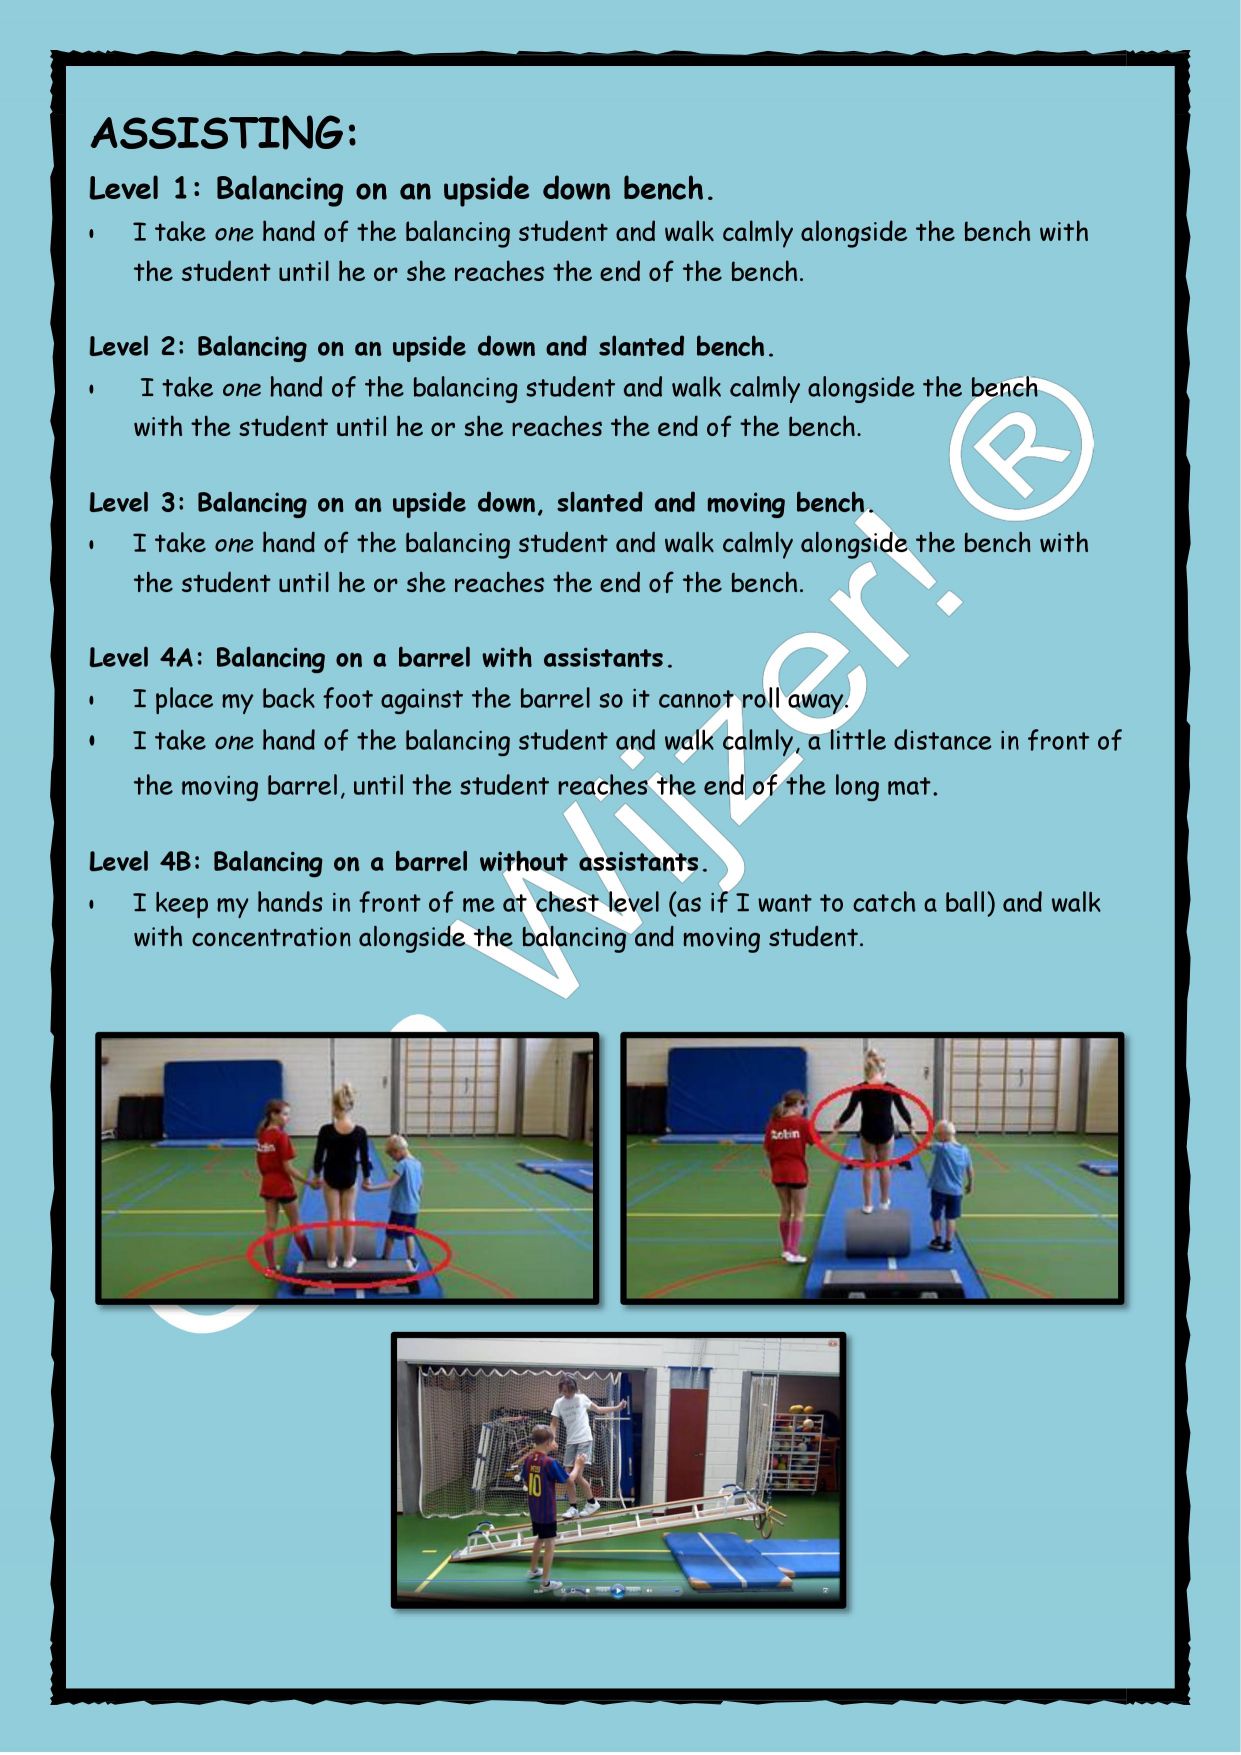 ASSISTING:
Level 1: Balancing on an upside down bench.
• I take one hand of the balancing student and walk calmly alongside the bench with
the student until he or she reaches the end of the bench.
Level 2: Balancing on an upside down and slanted bench.
• I take one hand of the balancing student and walk calmly alongside the bench
with the student until he or she reaches the end of the bench.
Level 3: Balancing on an upside down, slanted and moving bench.
• I take one hand of the balancing student and walk calmly alongside the bench with
the student until he or she reaches the end of the bench.
Level 4A: Balancing on a barrel with assistants.
• I place my back foot against the barrel so it cannot roll away.
• I take one hand of the balancing student and walk calmly, a little distance in front of
the moving barrel, until the student reaches the end of the long mat.
Level 4B: Balancing on a barrel without assistants.
• I keep my hands in front of me at chest level (as if I want to catch a ball) and walk
with concentration alongside the balancing and moving student.
Wijzer! ®
Robin
10